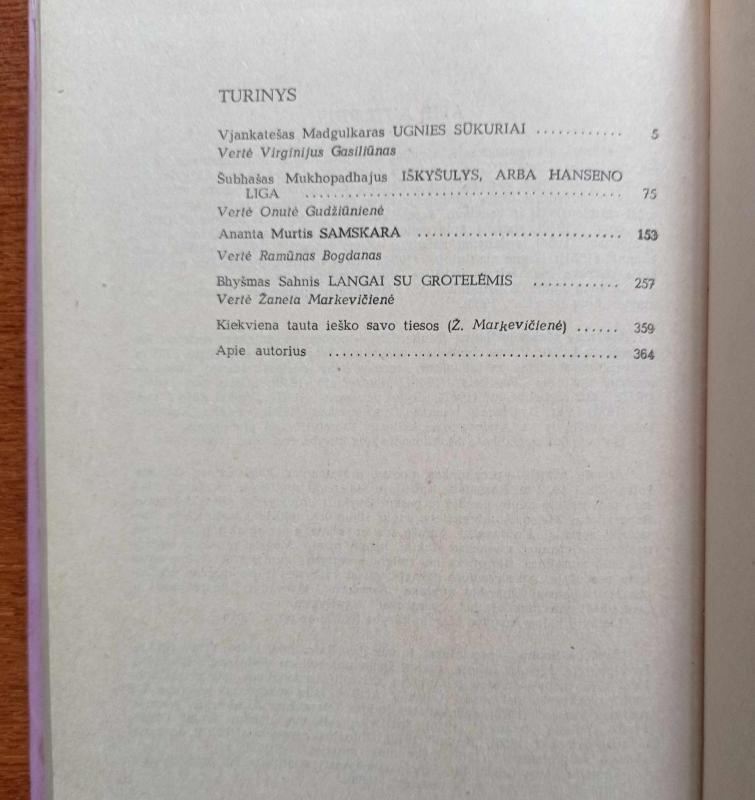 TURINYS
Vjankatešas Madgulkaras UGNIES SŪKURIAI ............ 5
Vertė Virginijus Gasiliūnas
Šubhašas Mukhopadhajus IŠKYŠULYS, ARBA HANSENO
LIGA ........................................ 75
Vertė Onutė Gudžiūnienė
Ananta Murtis SAMSKARA .......................... 153
Vertė Ramūnas Bogdanas
Bhyšmas Sahnis LANGAI SU GROTELĖMIS ............ 257
Vertė Žaneta Markevičienė
Kiekviena tauta ieško savo tiesos (Ž. Markevičienė) ...... 359
Apie autorius ..................................... 364